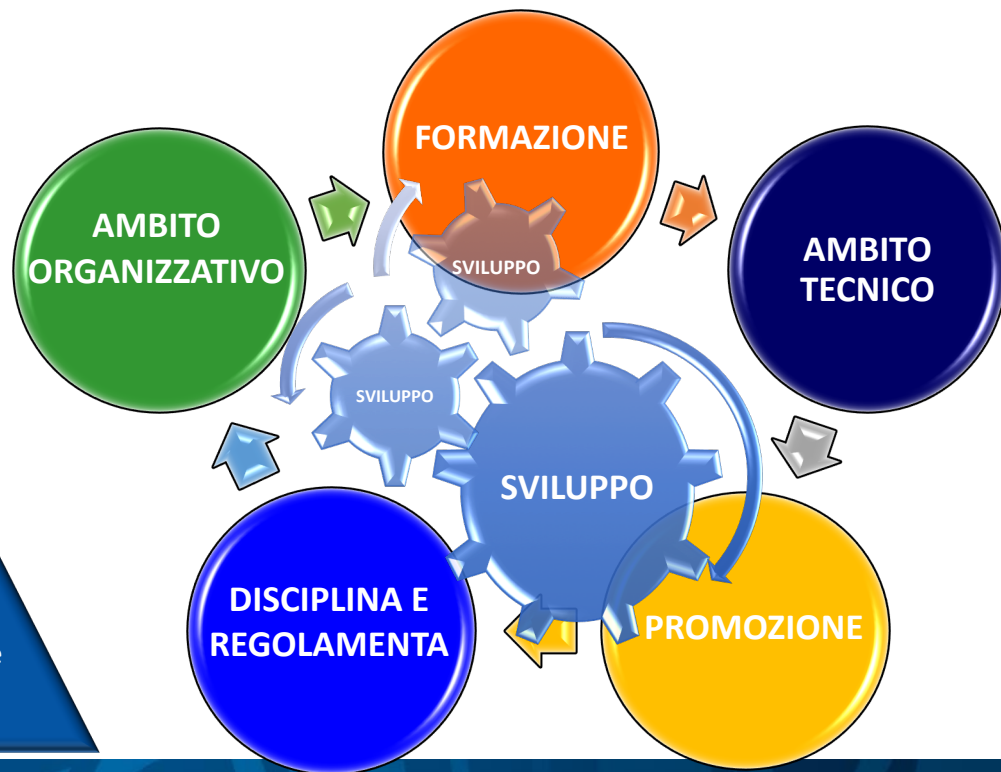 FORMAZIONE
AMBITO
ORGANIZZATIVO
AMBITO
TECNICO
SVILUPPO
SVILUPPO
SVILUPPO
DISCIPLINA E
REGOLAMENTA
PROMOZIONE